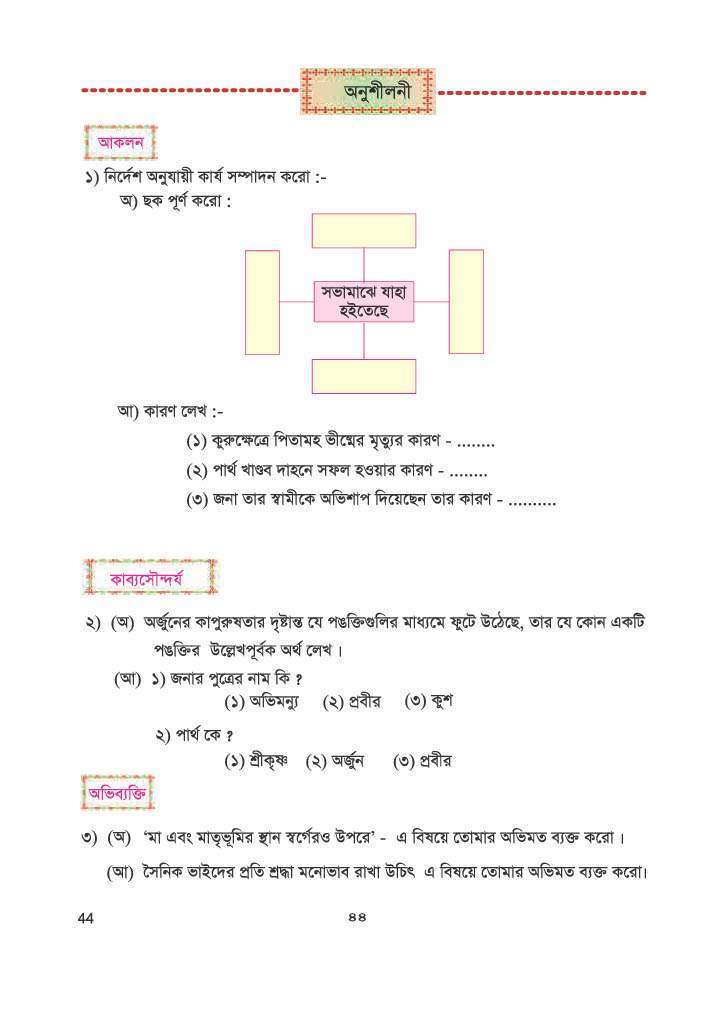 অনুশীলনী
আকলন
১) নির্দেশ অনুযায়ী কার্য সম্পাদন করো :-
অ) ছক পূর্ণ করো :
সভামাঝে যাহা
হইতেছে
আ) কারণ লেখ :-
(১) কুরুক্ষেত্রে পিতামহ ভীষ্মের মৃত্যুর কারণ - ........
(২) পার্থ খাণ্ডব দাহনে সফল হওয়ার কারণ - ........
(৩) জনা তার স্বামীকে অভিশাপ দিয়েছেন তার কারণ - ..........
কাব্যসৌন্দর্য
২) (অ) অর্জুনের কাপুরুষতার দৃষ্টান্ত যে পঙক্তিগুলির মাধ্যমে ফুটে উঠেছে, তার যে কোন একটি
পঙক্তির উল্লেখপূর্বক অর্থ লেখ ।
(আ) ১) জনার পুত্রের নাম কি ?
(১) অভিমন্যু (২) প্রবীর (৩) কুশ
২) পার্থ কে ?
(১) শ্রীকৃষ্ণ (২) অর্জুন (৩) প্রবীর
অভিব্যক্তি
৩) (অ) ‘মা এবং মাতৃভূমির স্থান স্বর্গেরও উপরে’ - এ বিষয়ে তোমার অভিমত ব্যক্ত করো ।
(আ) সৈনিক ভাইদের প্রতি শ্রদ্ধা মনোভাব রাখা উচিৎ এ বিষয়ে তোমার অভিমত ব্যক্ত করো।
44 ৪৪